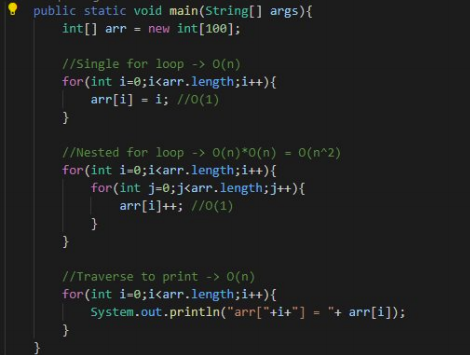 public static void main(String[] args){
int[] arr = new int[100];
//Single for loop -> O(n)
for(int i=0;i<arr.length;i++){
arr[i] = i; //O(1)
}
//Nested for loop -> O(n)*O(n) = O(n^2)
for(int i=0;i<arr.length;i++){
for(int j=0;j<arr.length;j++){
arr[i]++; //O(1)
}
}
//Traverse to print -> O(n)
for(int i=0;i<arr.length;i++){
System.out.println("arr["+i+"] = "+ arr[i]);
}
}